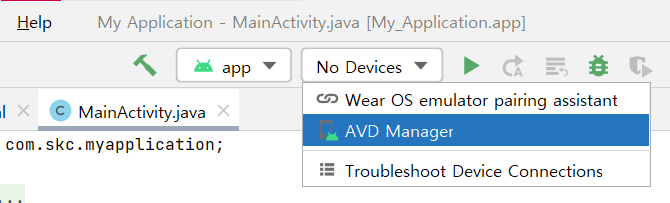 Help My Application - MainActivity.java [My_Application.app]
app No Devices
Wear OS emulator pairing assistant
MainActivity.java
AVD Manager
com.skc.myapplication;
Troubleshoot Device Connections
...